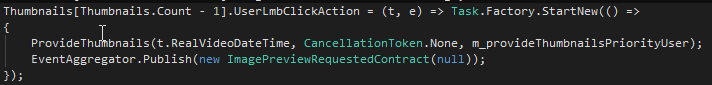 Thumbnails[Thumbnails.Count - 1].UserLmbClickAction = (t, e) => Task.Factory.StartNew(() =>
{
ProvideThumbnails(t.RealVideoDateTime, CancellationToken.None, m_provideThumbnailsPriorityUser);
EventAggregator.Publish(new ImagePreviewRequestedContract(null));
});